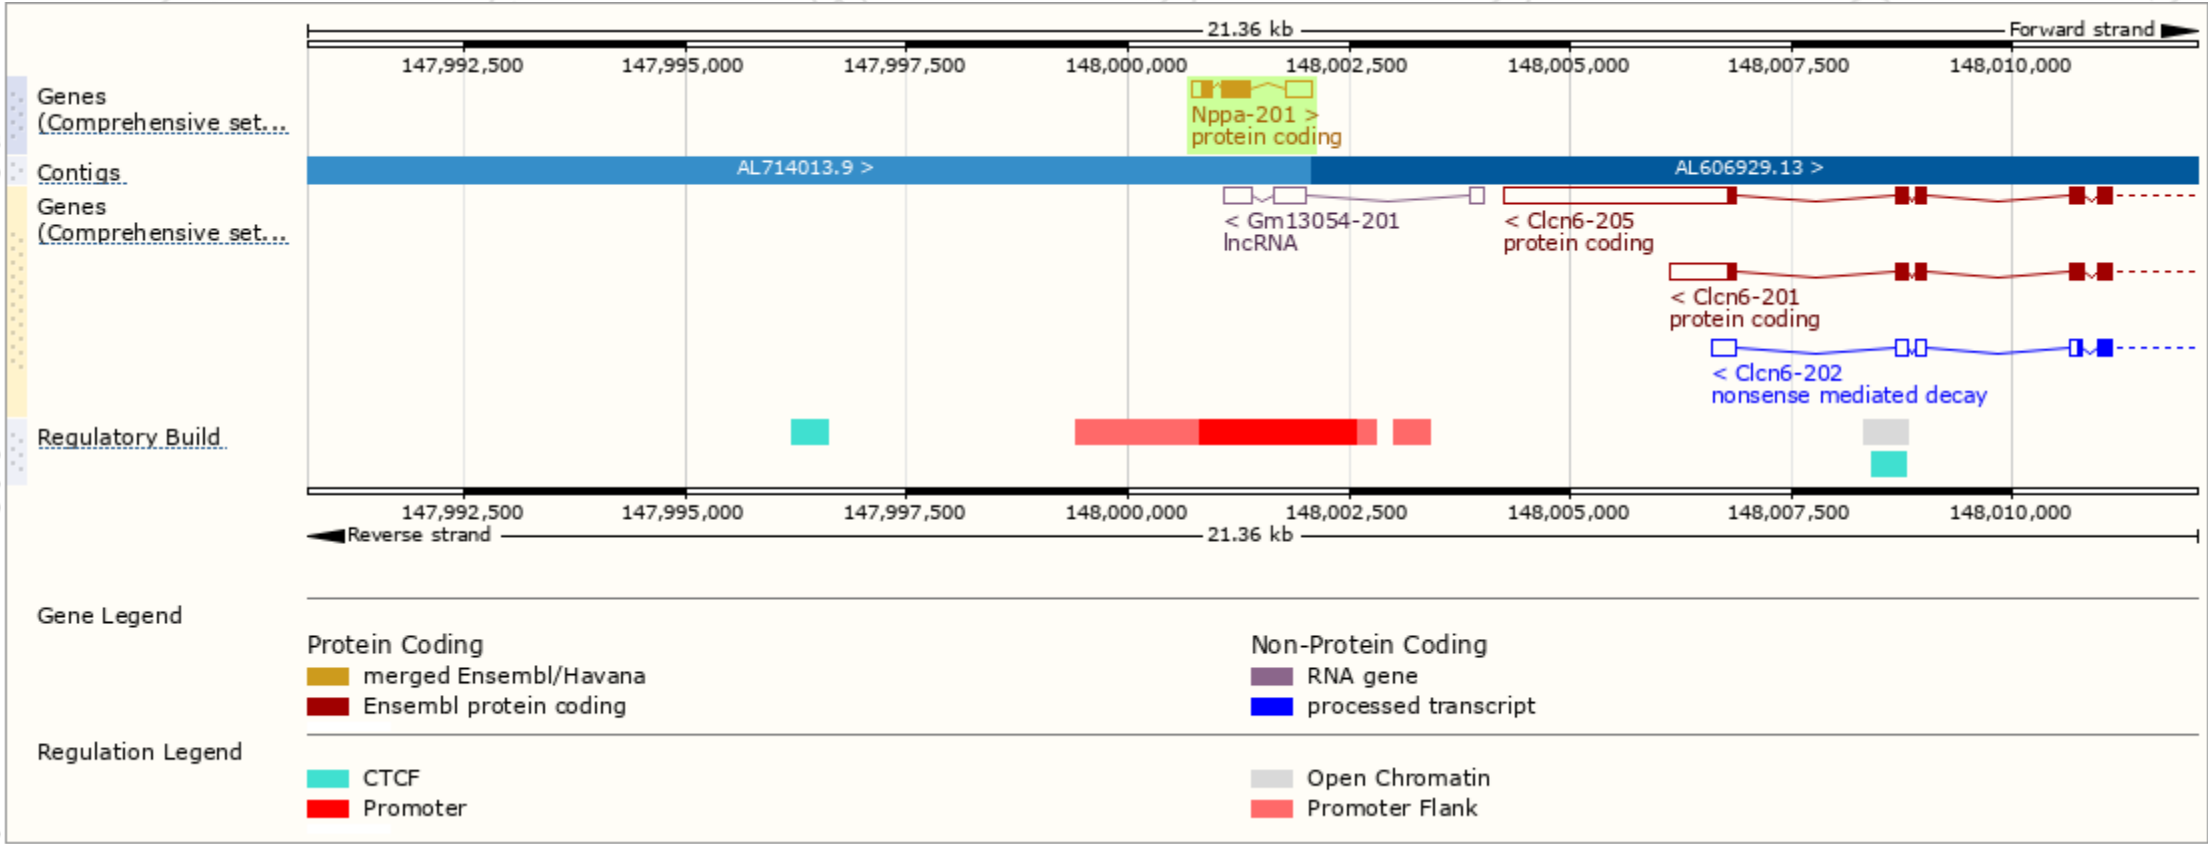 21.36 kb
Forward strand
147,992,500 147,995,000 147,997,500 148,000,000 148,002,500 148,005,000 148,007,500 148,010,000
Genes
(Comprehensive set...
Nppa-201 >
protein coding
Contigs
AL714013.9 >
AL606929.13 >
Genes
(Comprehensive set...
< Gm13054-201
lncRNA
< Clcn6-205
protein coding
< Clcn6-201
protein coding
< Clcn6-202
nonsense mediated decay
Regulatory Build
147,992,500 147,995,000 147,997,500 148,000,000 148,002,500 148,005,000 148,007,500 148,010,000
Reverse strand
21.36 kb
Gene Legend
Protein Coding
merged Ensembl/Havana
Ensembl protein coding
Non-Protein Coding
RNA gene
processed transcript
Regulation Legend
CTCF
Promoter
Open Chromatin
Promoter Flank